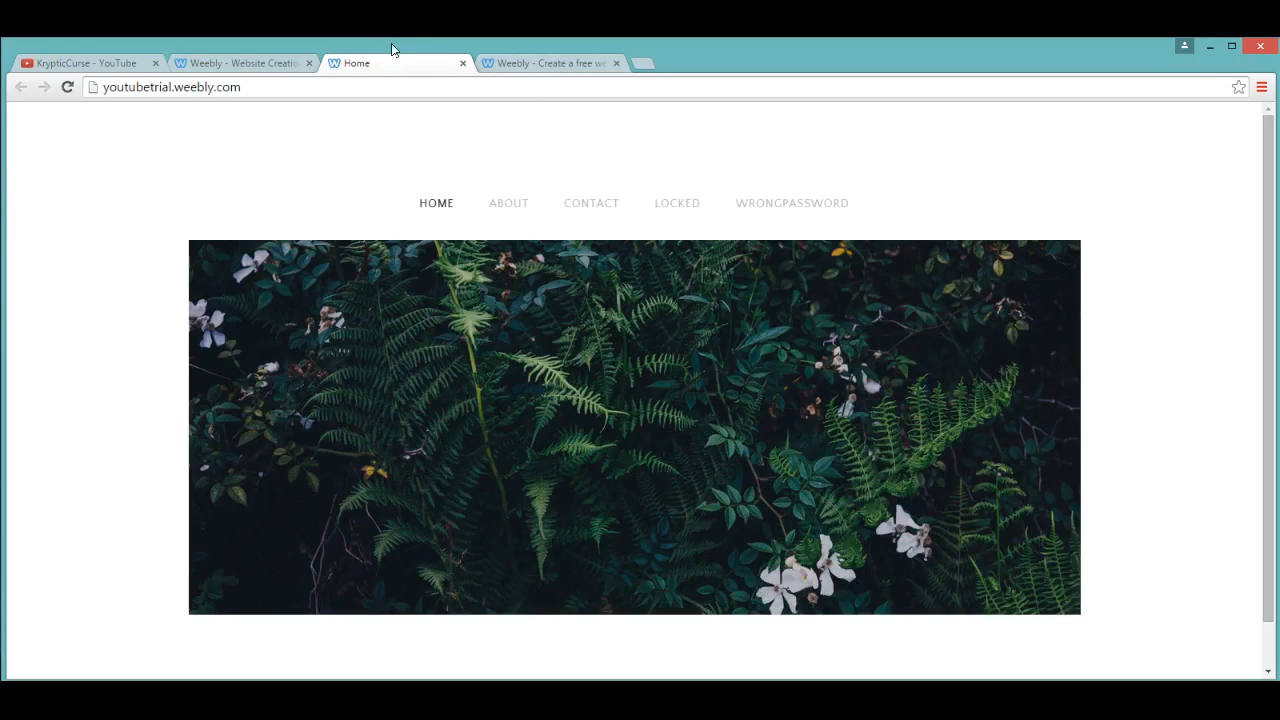 KrypticCurse - YouTube
Weebly - Website Creatio
Home
Weebly - Create a free we
youtubetrial.weebly.com
HOME ABOUT CONTACT LOCKED WRONGPASSWORD